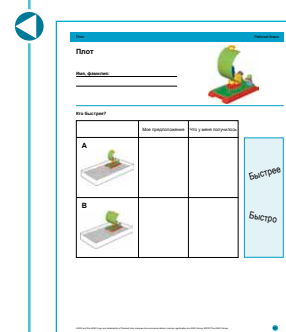 Плот
Плот
Имя, фамилия:
Кто быстрее?
Мое предположение
Что у меня получилось
A
B
Быстрее
Быстро